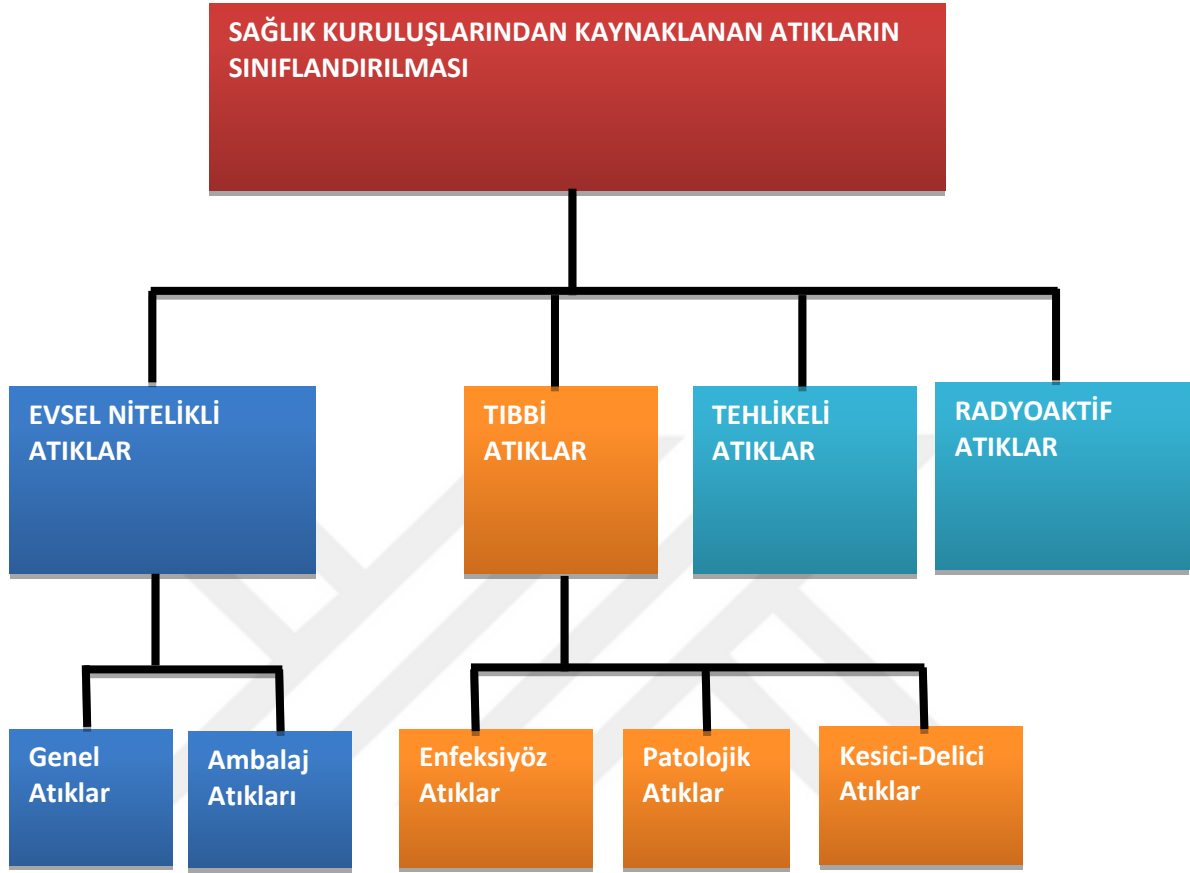 SAĞLIK KURULUŞLARINDAN KAYNAKLANAN ATIKLARIN
SINIFLANDIRILMASI
EVSEL NİTELİKLİ
ATIKLAR
TIBBİ
ATIKLAR
TEHLİKELİ
ATIKLAR
RADYOAKTİF
ATIKLAR
Genel
Atıklar
Ambalaj
Atıkları
Enfeksiyöz
Atıklar
Patolojik
Atıklar
Kesici-Delici
Atıklar